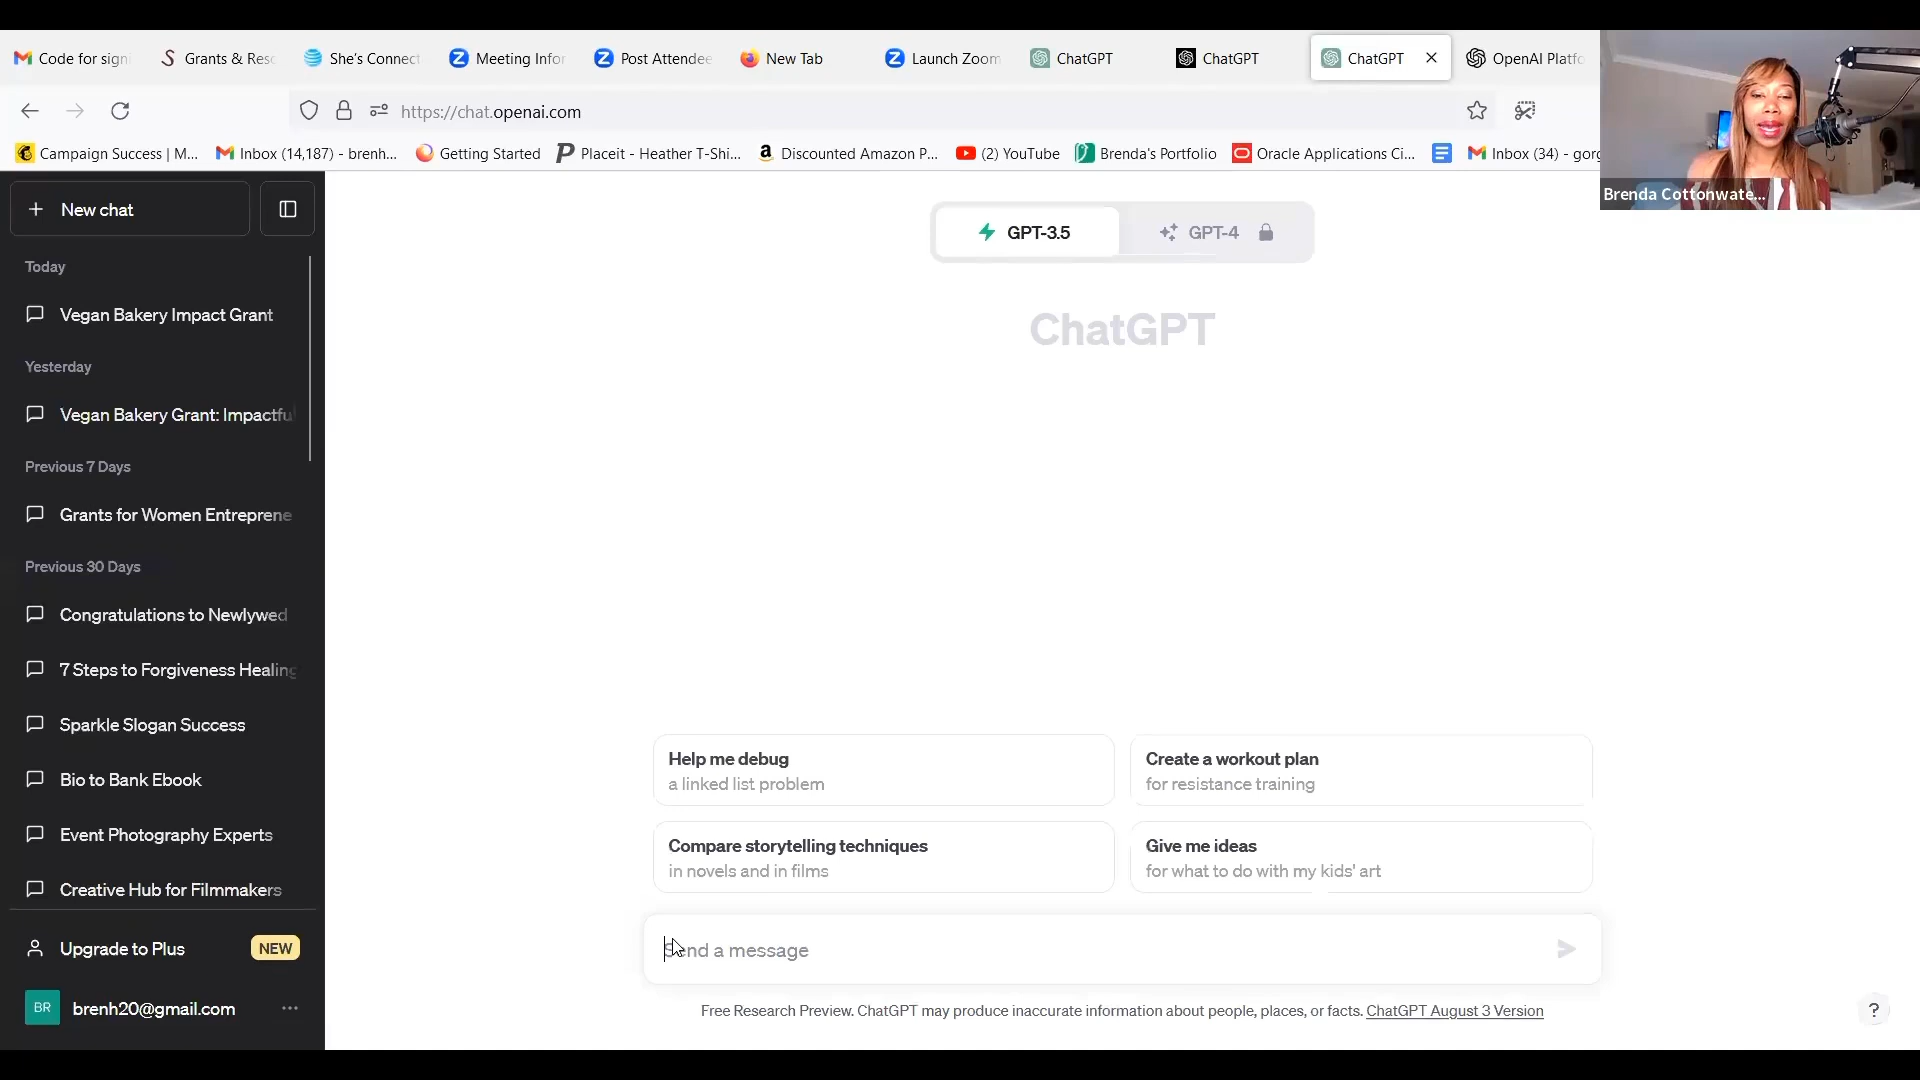 Code for sign
Grants & Reso
She's Connect
Meeting Infor
Post Attendee
New Tab
Launch Zoom
ChatGPT
ChatGPT
ChatGPT
OpenAI Platfo
https://chat.openai.com
Campaign Success | M...
Inbox (14,187) - brenh...
Getting Started
Placeit - Heather T-Shi...
Discounted Amazon P...
(2) YouTube
Brenda's Portfolio
Oracle Applications Ci...
Inbox (34) - gorg
Brenda Cottonwate...
New chat
GPT-3.5
GPT-4
Today
Vegan Bakery Impact Grant
ChatGPT
Yesterday
Vegan Bakery Grant: Impactful
Previous 7 Days
Grants for Women Entreprene
Previous 30 Days
Congratulations to Newlywed
7 Steps to Forgiveness Healing
Sparkle Slogan Success
Bio to Bank Ebook
Event Photography Experts
Creative Hub for Filmmakers
Help me debug
a linked list problem
Create a workout plan
for resistance training
Compare storytelling techniques
in novels and in films
Give me ideas
for what to do with my kids' art
Upgrade to Plus
NEW
Send a message
BR
brenh20@gmail.com
Free Research Preview. ChatGPT may produce inaccurate information about people, places, or facts. ChatGPT August 3 Version
?